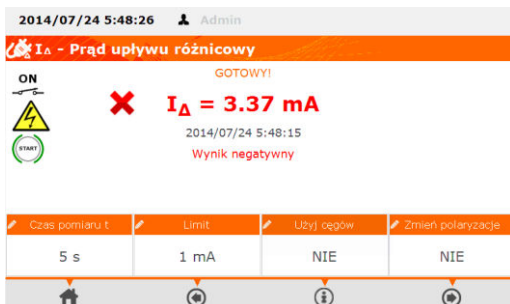 2014/07/24 5:48:26 Admin
IΔ - Prąd upływu różnicowy
GOTOWY!
ON
IΔ = 3.37 mA
2014/07/24 5:48:15
START
Wynik negatywny
Czas pomiaru t Limit Użyj cęgów Zmień polaryzacje
5 s 1 mA NIE NIE